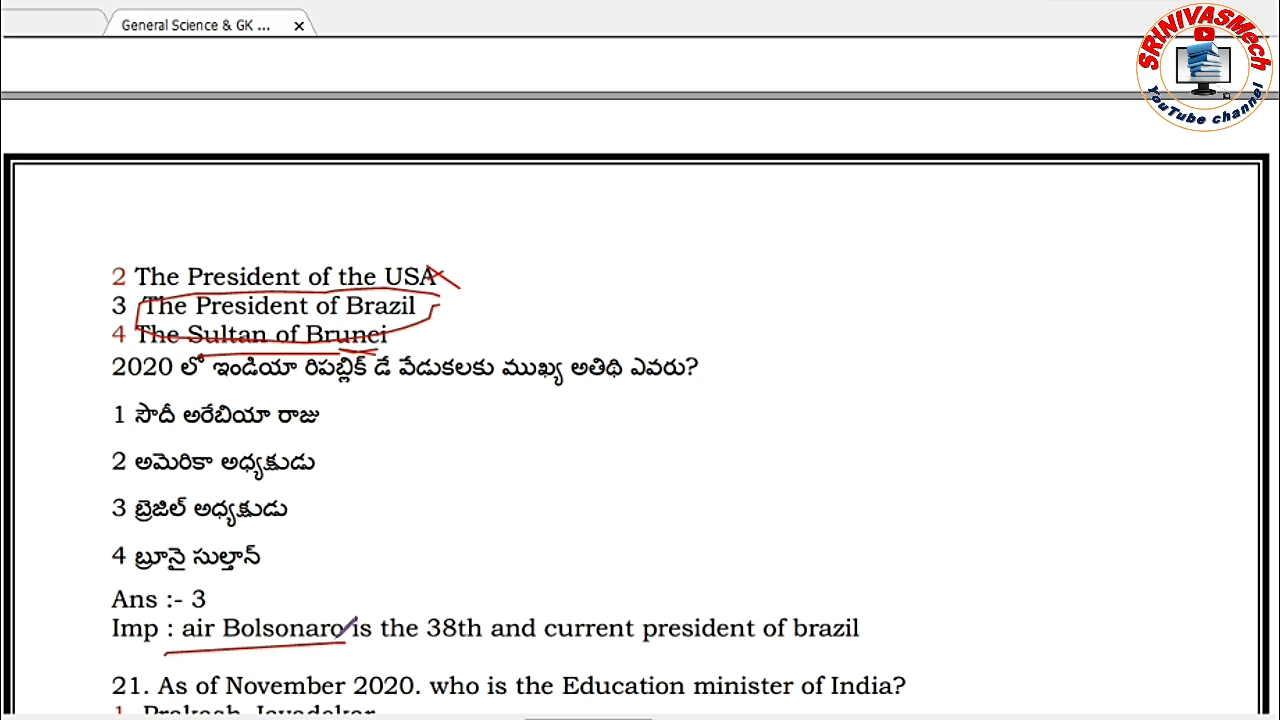 General Science & GK ...
SRINIVASMech
YouTube channel
2 The President of the USA
3 The President of Brazil
4 The Sultan of Brunei
2020 లో ఇండియా రిపబ్లిక్ డే వేడుకలకు ముఖ్య అతిథి ఎవరు?
1 సౌదీ అరేబియా రాజు
2 అమెరికా అధ్యక్షుడు
3 బ్రెజిల్ అధ్యక్షుడు
4 బ్రూనై సుల్తాన్
Ans :- 3
Imp : air Bolsonaro is the 38th and current president of brazil
21. As of November 2020. who is the Education minister of India?
1. Prakash Javadekar